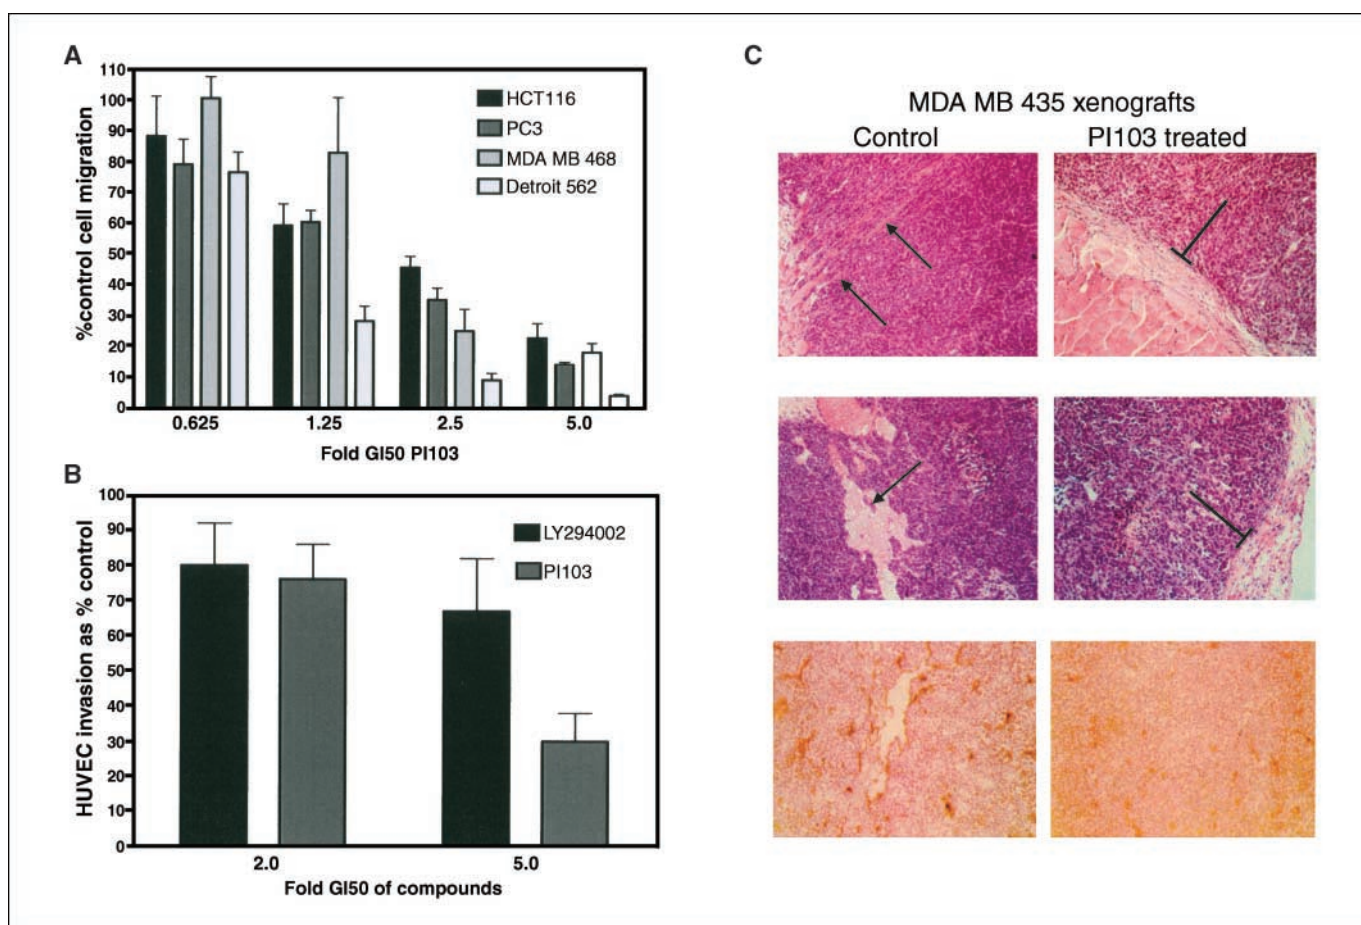 A
110
100
90
80
70
60
50
40
30
20
10
0
%control cell migration
HCT116
PC3
MDA MB 468
Detroit 562
0.625 1.25 2.5 5.0
Fold GI50 PI103
B
100
90
80
70
60
50
40
30
20
10
0
HUVEC invasion as % control
LY294002
PI103
2.0 5.0
Fold GI50 of compounds
C
MDA MB 435 xenografts
Control PI103 treated